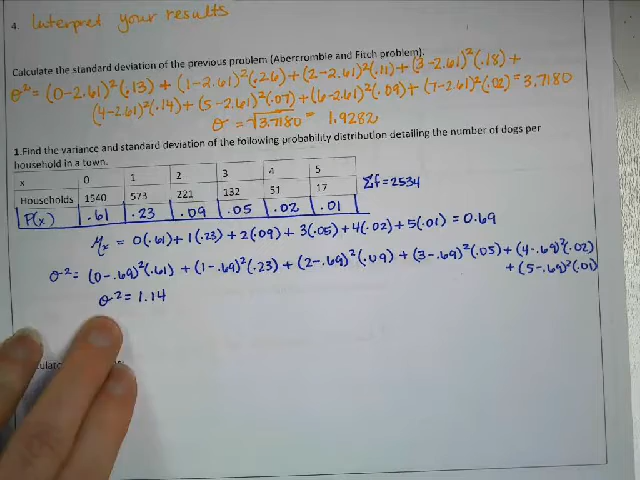 4. Interpret your results
Calculate the standard deviation of the previous problem (Abercrombie and Fitch problem).
σ² = (0-2.61)²(.13) + (1-2.61)²(.26) + (2-2.61)²(.11) + (3-2.61)²(.18) +
(4-2.61)²(.14) + (5-2.61)²(.07) + (6-2.61)²(.09) + (7-2.61)²(.02) = 3.7180
σ = √3.7180 = 1.9282
1.Find the variance and standard deviation of the following probability distribution detailing the number of dogs per
household in a town.
x 0 1 2 3 4 5
Households 1540 573 221 132 51 17 Σf = 2534
P(x) .61 .23 .09 .05 .02 .01
μx = 0(.61) + 1(.23) + 2(.09) + 3(.05) + 4(.02) + 5(.01) = 0.69
σ² = (0-.69)²(.61) + (1-.69)²(.23) + (2-.69)²(.09) + (3-.69)²(.05) + (4-.69)²(.02)
+ (5-.69)²(.01)
σ² = 1.14